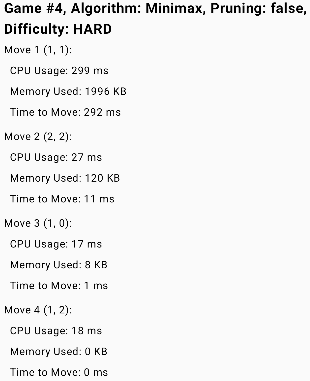 Game #4, Algorithm: Minimax, Pruning: false,
Difficulty: HARD
Move 1 (1, 1):
CPU Usage: 299 ms
Memory Used: 1996 KB
Time to Move: 292 ms
Move 2 (2, 2):
CPU Usage: 27 ms
Memory Used: 120 KB
Time to Move: 11 ms
Move 3 (1, 0):
CPU Usage: 17 ms
Memory Used: 8 KB
Time to Move: 1 ms
Move 4 (1, 2):
CPU Usage: 18 ms
Memory Used: 0 KB
Time to Move: 0 ms